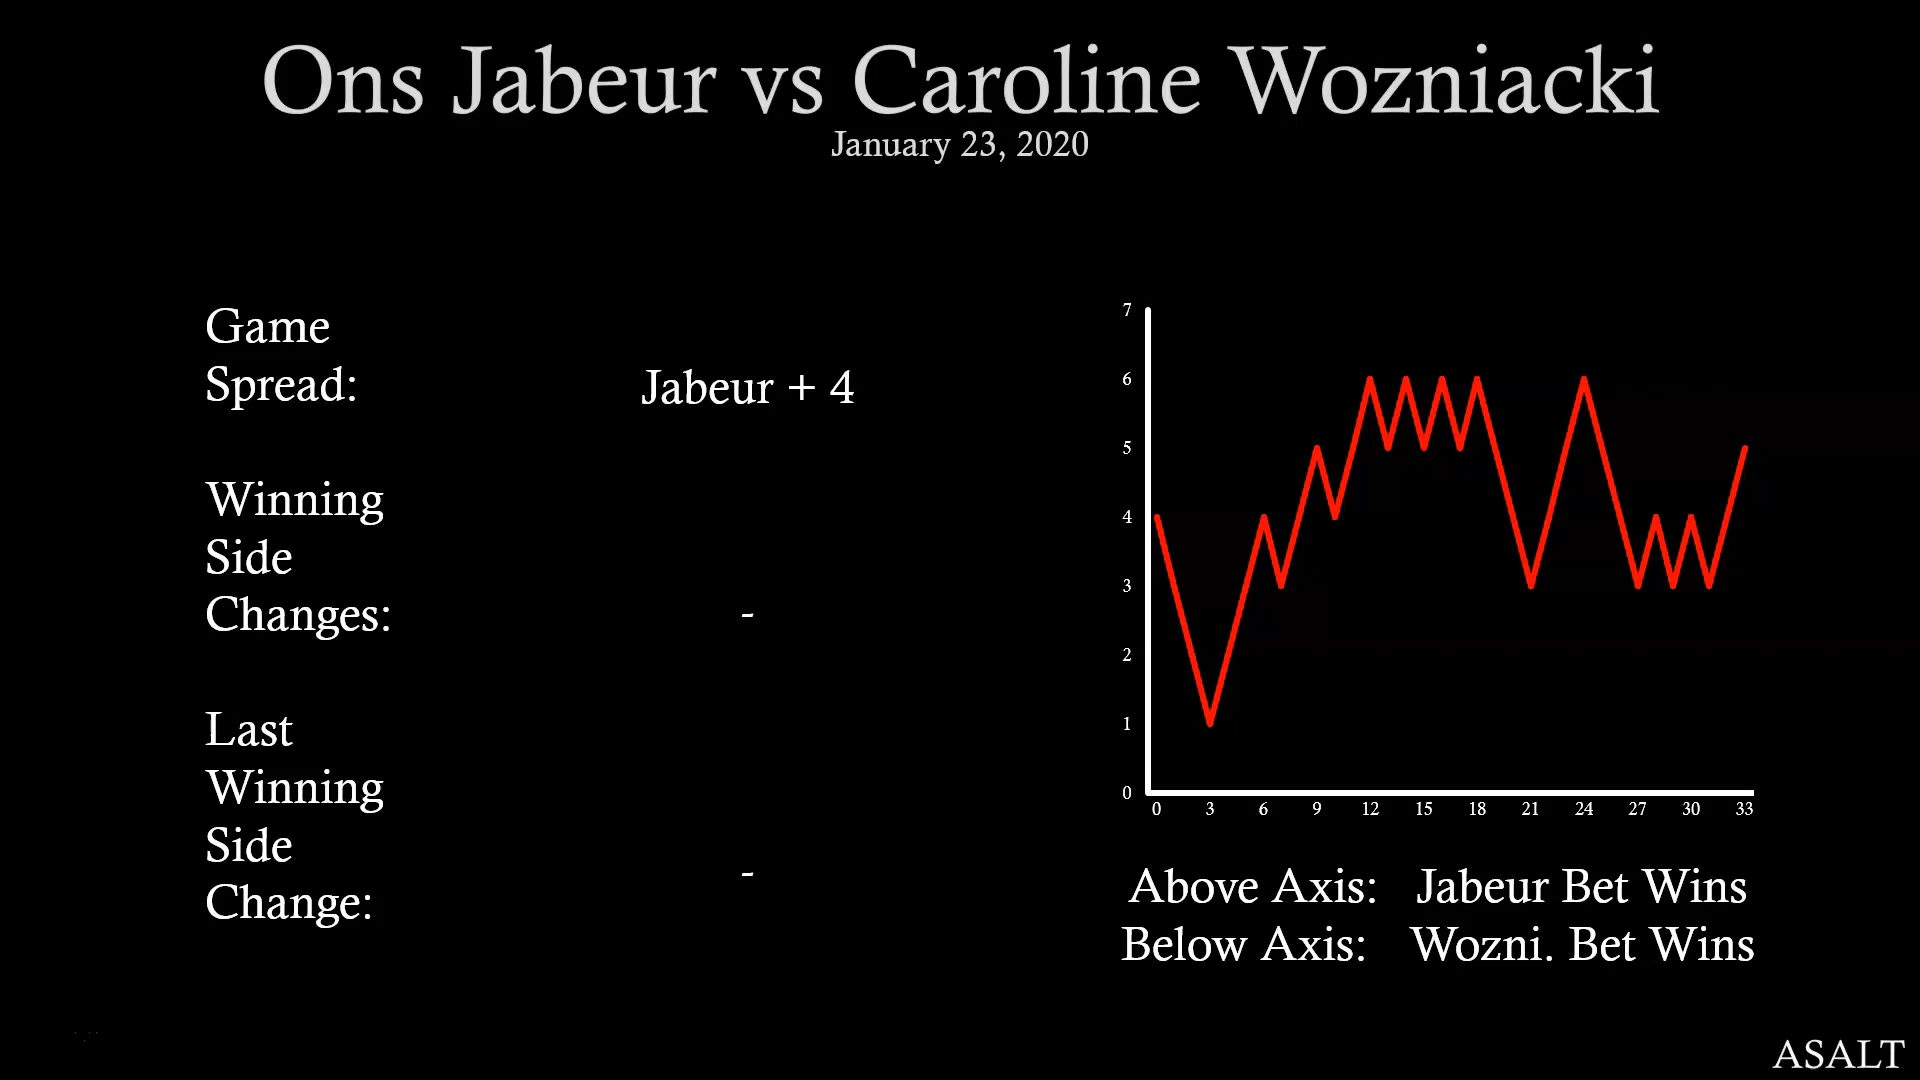 Ons Jabeur vs Caroline Wozniacki
January 23, 2020
Game
Spread:
Jabeur + 4
Winning
Side
Changes:
-
Last
Winning
Side
Change:
-
7
6
5
4
3
2
1
0
0 3 6 9 12 15 18 21 24 27 30 33
Above Axis: Jabeur Bet Wins
Below Axis: Wozni. Bet Wins
ASALT